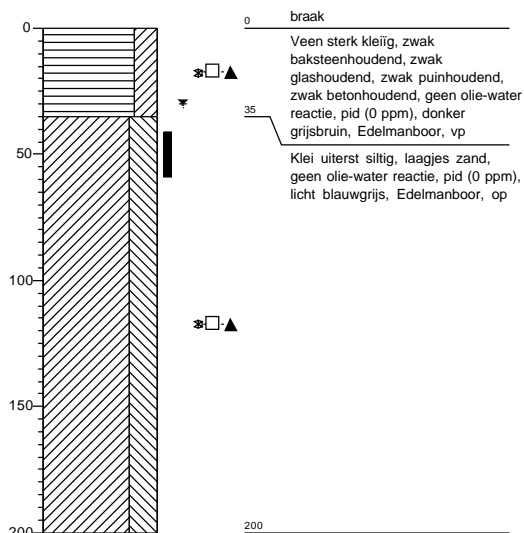 0
50
100
150
200
0
braak
Veen sterk kleiïg, zwak
baksteenhoudend, zwak
glashoudend, zwak puinhoudend,
zwak betonhoudend, geen olie-water
reactie, pid (0 ppm), donker
grijsbruin, Edelmanboor, vp
35
Klei uiterst siltig, laagjes zand,
geen olie-water reactie, pid (0 ppm),
licht blauwgrijs, Edelmanboor, op
200